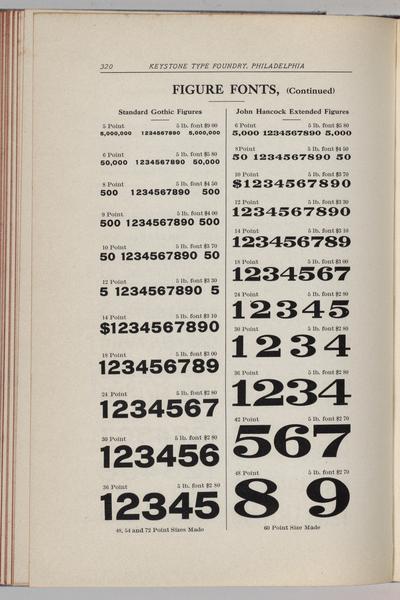 320 KEYSTONE TYPE FOUNDRY, PHILADELPHIA
FIGURE FONTS, (Continued)
Standard Gothic Figures
5 Point 5 lb. font $9 00
5,000,000 1234567890 5,000,000
6 Point 5 lb. font $5 80
50,000 1234567890 50,000
8 Point 5 lb. font $4 50
500 1234567890 500
9 Point 5 lb. font $4 00
500 1234567890 500
10 Point 5 lb. font $3 70
50 1234567890 50
12 Point 5 lb. font $3 50
5 1234567890 5
14 Point 5 lb. font $3 10
$1234567890
18 Point 5 lb. font $3 00
123456789
24 Point 5 lb. font $2 80
1234567
30 Point 5 lb. font $2 80
123456
36 Point 5 lb. font $2 80
12345
48, 54 and 72 Point Sizes Made
John Hancock Extended Figures
6 Point 5 lb. font $5 80
5,000 1234567890 5,000
8 Point 5 lb. font $4 50
50 1234567890 50
10 Point 5 lb. font $3 70
$1234567890
12 Point 5 lb. font $3 50
1234567890
14 Point 5 lb. font $3 10
123456789
18 Point 5 lb. font $3 00
1234567
24 Point 5 lb. font $2 80
12345
30 Point 5 lb. font $2 80
1234
36 Point 5 lb. font $2 80
1234
42 Point 5 lb. font $2 70
567
48 Point 5 lb. font $2 70
8 9
60 Point Size Made